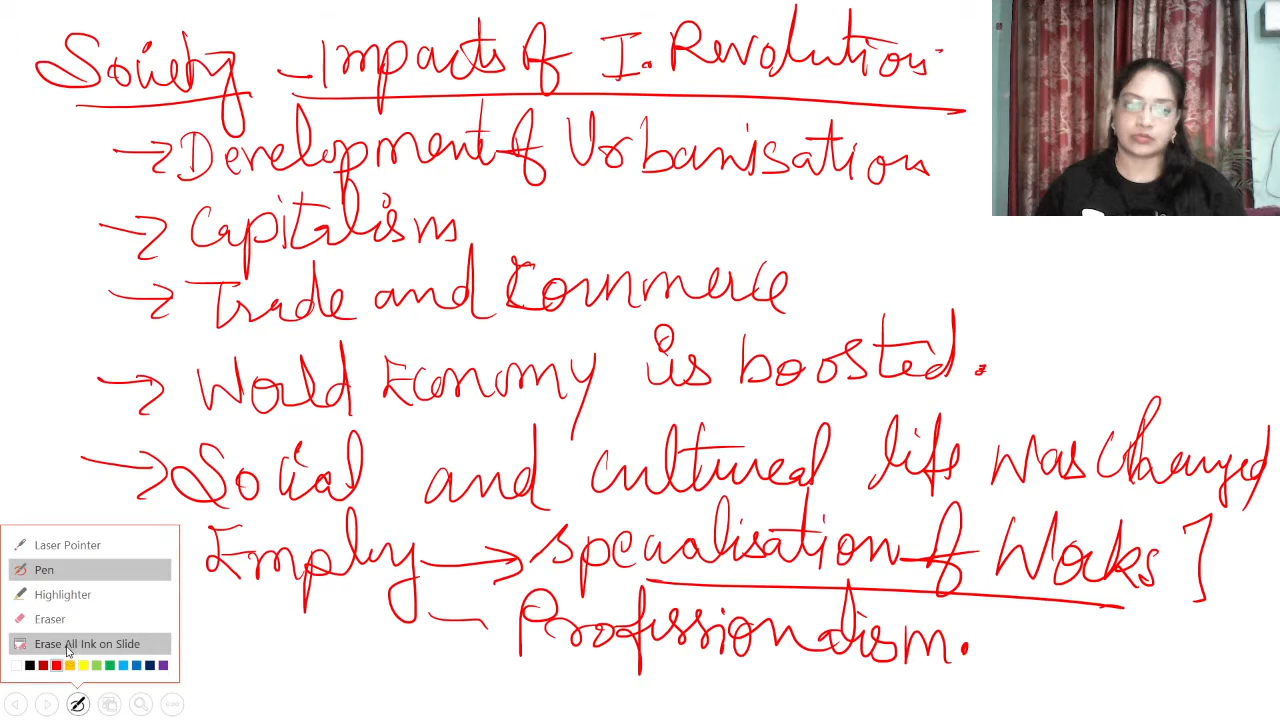 Society - Impacts of I. Revolution.
→ Development of Urbanisation
→ Capitalism
→ Trade and Commerce
→ World Economy is boosted.
→ Social and cultural life was changed
Employ → specialisation of Works ]
- Professionalism.
Laser Pointer
Pen
Highlighter
Eraser
Erase All Ink on Slide